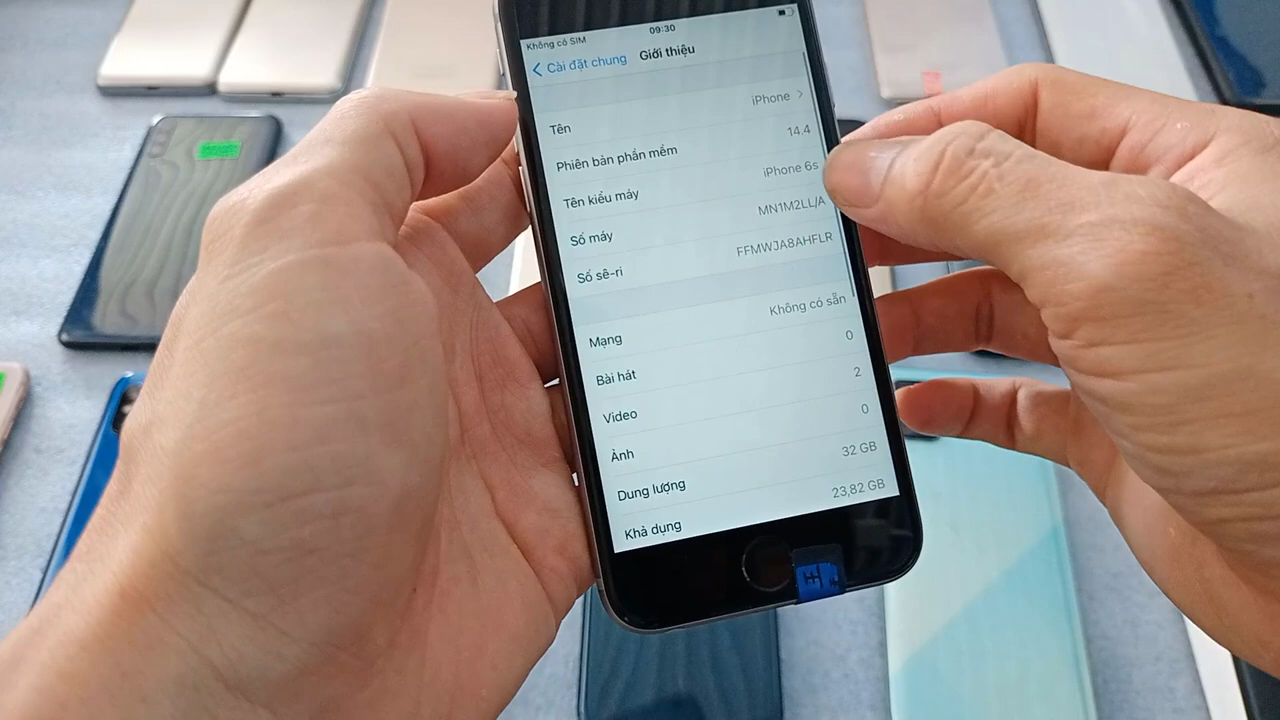 Không có SIM 09:30
Cài đặt chung Giới thiệu
Tên iPhone
Phiên bản phần mềm 14.4
Tên kiểu máy iPhone 6s
Số máy MN1M2LL/A
Số sê-ri FFMWJA8AHFLR
Mạng Không có sẵn
Bài hát 0
Video 2
Ảnh 0
Dung lượng 32 GB
Khả dụng 23,82 GB